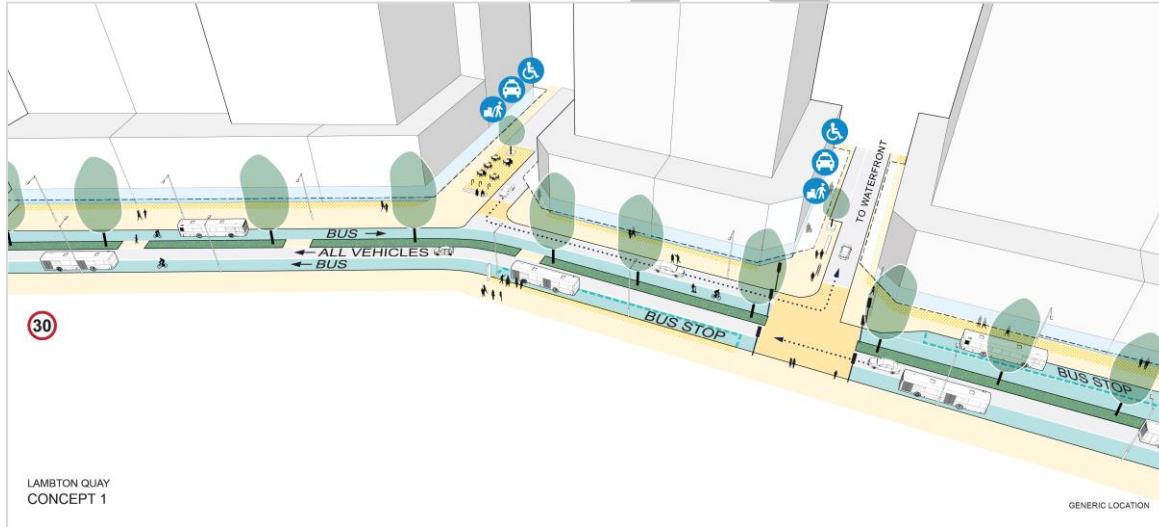 TO WATERFRONT
BUS →
← ALL VEHICLES
← BUS
BUS STOP
BUS STOP
30
LAMBTON QUAY
CONCEPT 1
GENERIC LOCATION